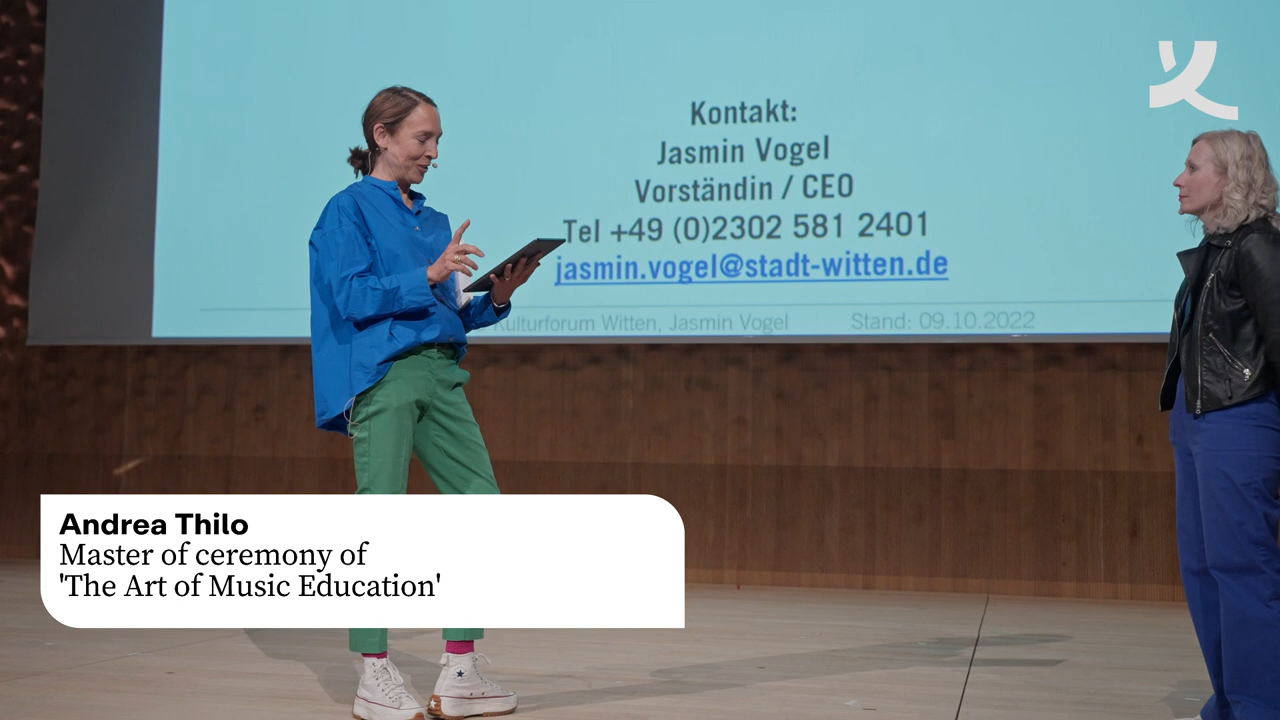 Kontakt:
Jasmin Vogel
Vorständin / CEO
Tel +49 (0)2302 581 2401
jasmin.vogel@stadt-witten.de
Kulturforum Witten, Jasmin Vogel Stand: 09.10.2022
Andrea Thilo
Master of ceremony of
'The Art of Music Education'